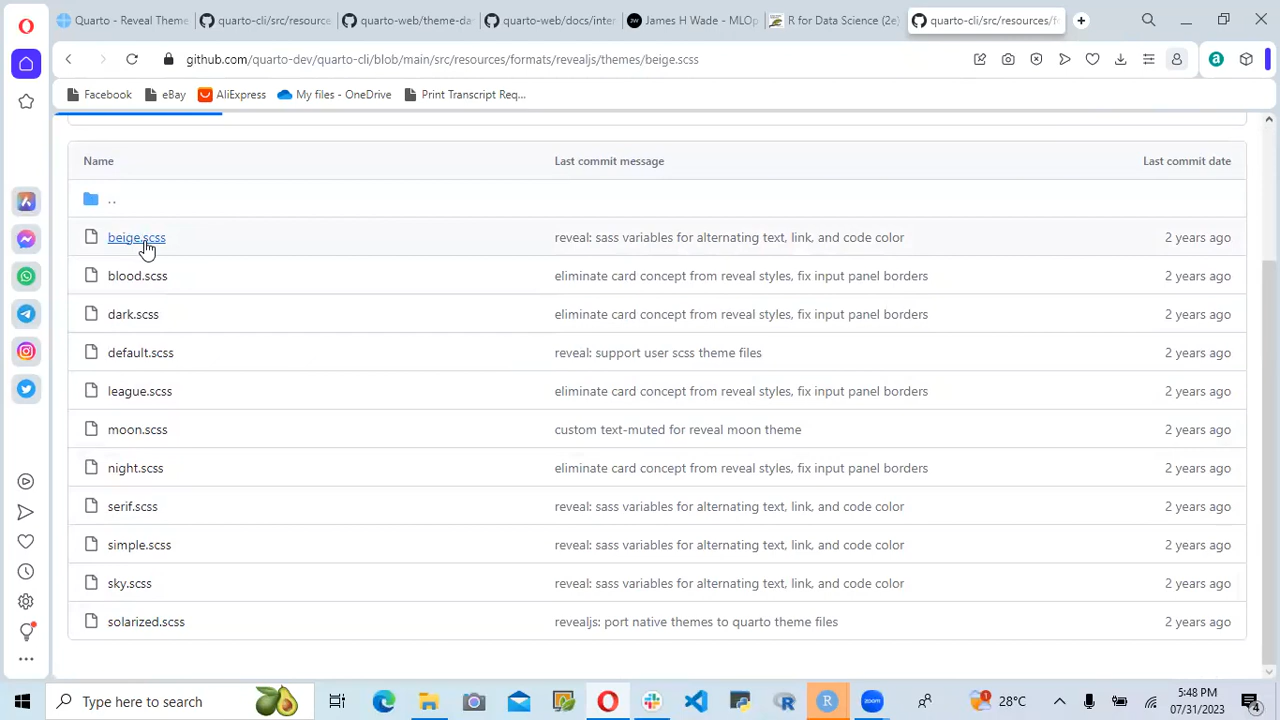 Quarto - Reveal Theme
quarto-cli/src/resource
quarto-web/theme-da
quarto-web/docs/inter
James H Wade - MLOp
R for Data Science (2e)
quarto-cli/src/resources/fo
github.com/quarto-dev/quarto-cli/blob/main/src/resources/formats/revealjs/themes/beige.scss
Facebook eBay AliExpress My files - OneDrive Print Transcript Req...
Name Last commit message Last commit date
..
beige.scss reveal: sass variables for alternating text, link, and code color 2 years ago
blood.scss eliminate card concept from reveal styles, fix input panel borders 2 years ago
dark.scss eliminate card concept from reveal styles, fix input panel borders 2 years ago
default.scss reveal: support user scss theme files 2 years ago
league.scss eliminate card concept from reveal styles, fix input panel borders 2 years ago
moon.scss custom text-muted for reveal moon theme 2 years ago
night.scss eliminate card concept from reveal styles, fix input panel borders 2 years ago
serif.scss reveal: sass variables for alternating text, link, and code color 2 years ago
simple.scss reveal: sass variables for alternating text, link, and code color 2 years ago
sky.scss reveal: sass variables for alternating text, link, and code color 2 years ago
solarized.scss revealjs: port native themes to quarto theme files 2 years ago
Type here to search
28°C
5:48 PM
07/31/2023